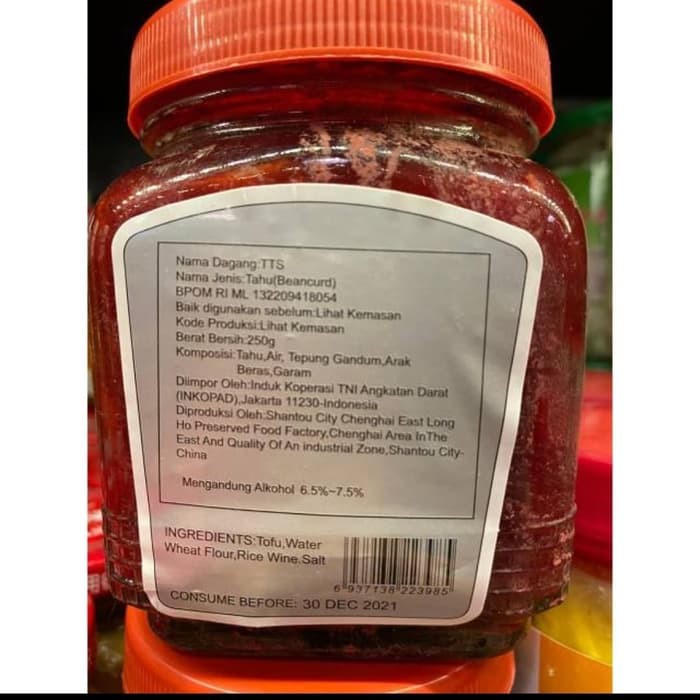 Nama Dagang:TTS
Nama Jenis:Tahu(Beancurd)
BPOM RI ML 132209418054
Baik digunakan sebelum:Lihat Kemasan
Kode Produksi:Lihat Kemasan
Berat Bersih:250g
Komposisi:Tahu,Air, Tepung Gandum,Arak
Beras,Garam
Diimpor Oleh:Induk Koperasi TNI Angkatan Darat
(INKOPAD),Jakarta 11230-Indonesia
Diproduksi Oleh:Shantou City Chenghai East Long
Ho Preserved Food Factory,Chenghai Area InThe
East And Quality Of An industrial Zone,Shantou City-
China
Mengandung Alkohol 6.5%~7.5%
INGREDIENTS:Tofu,Water
Wheat Flour,Rice Wine.Salt
6 937138 223985
CONSUME BEFORE: 30 DEC 2021